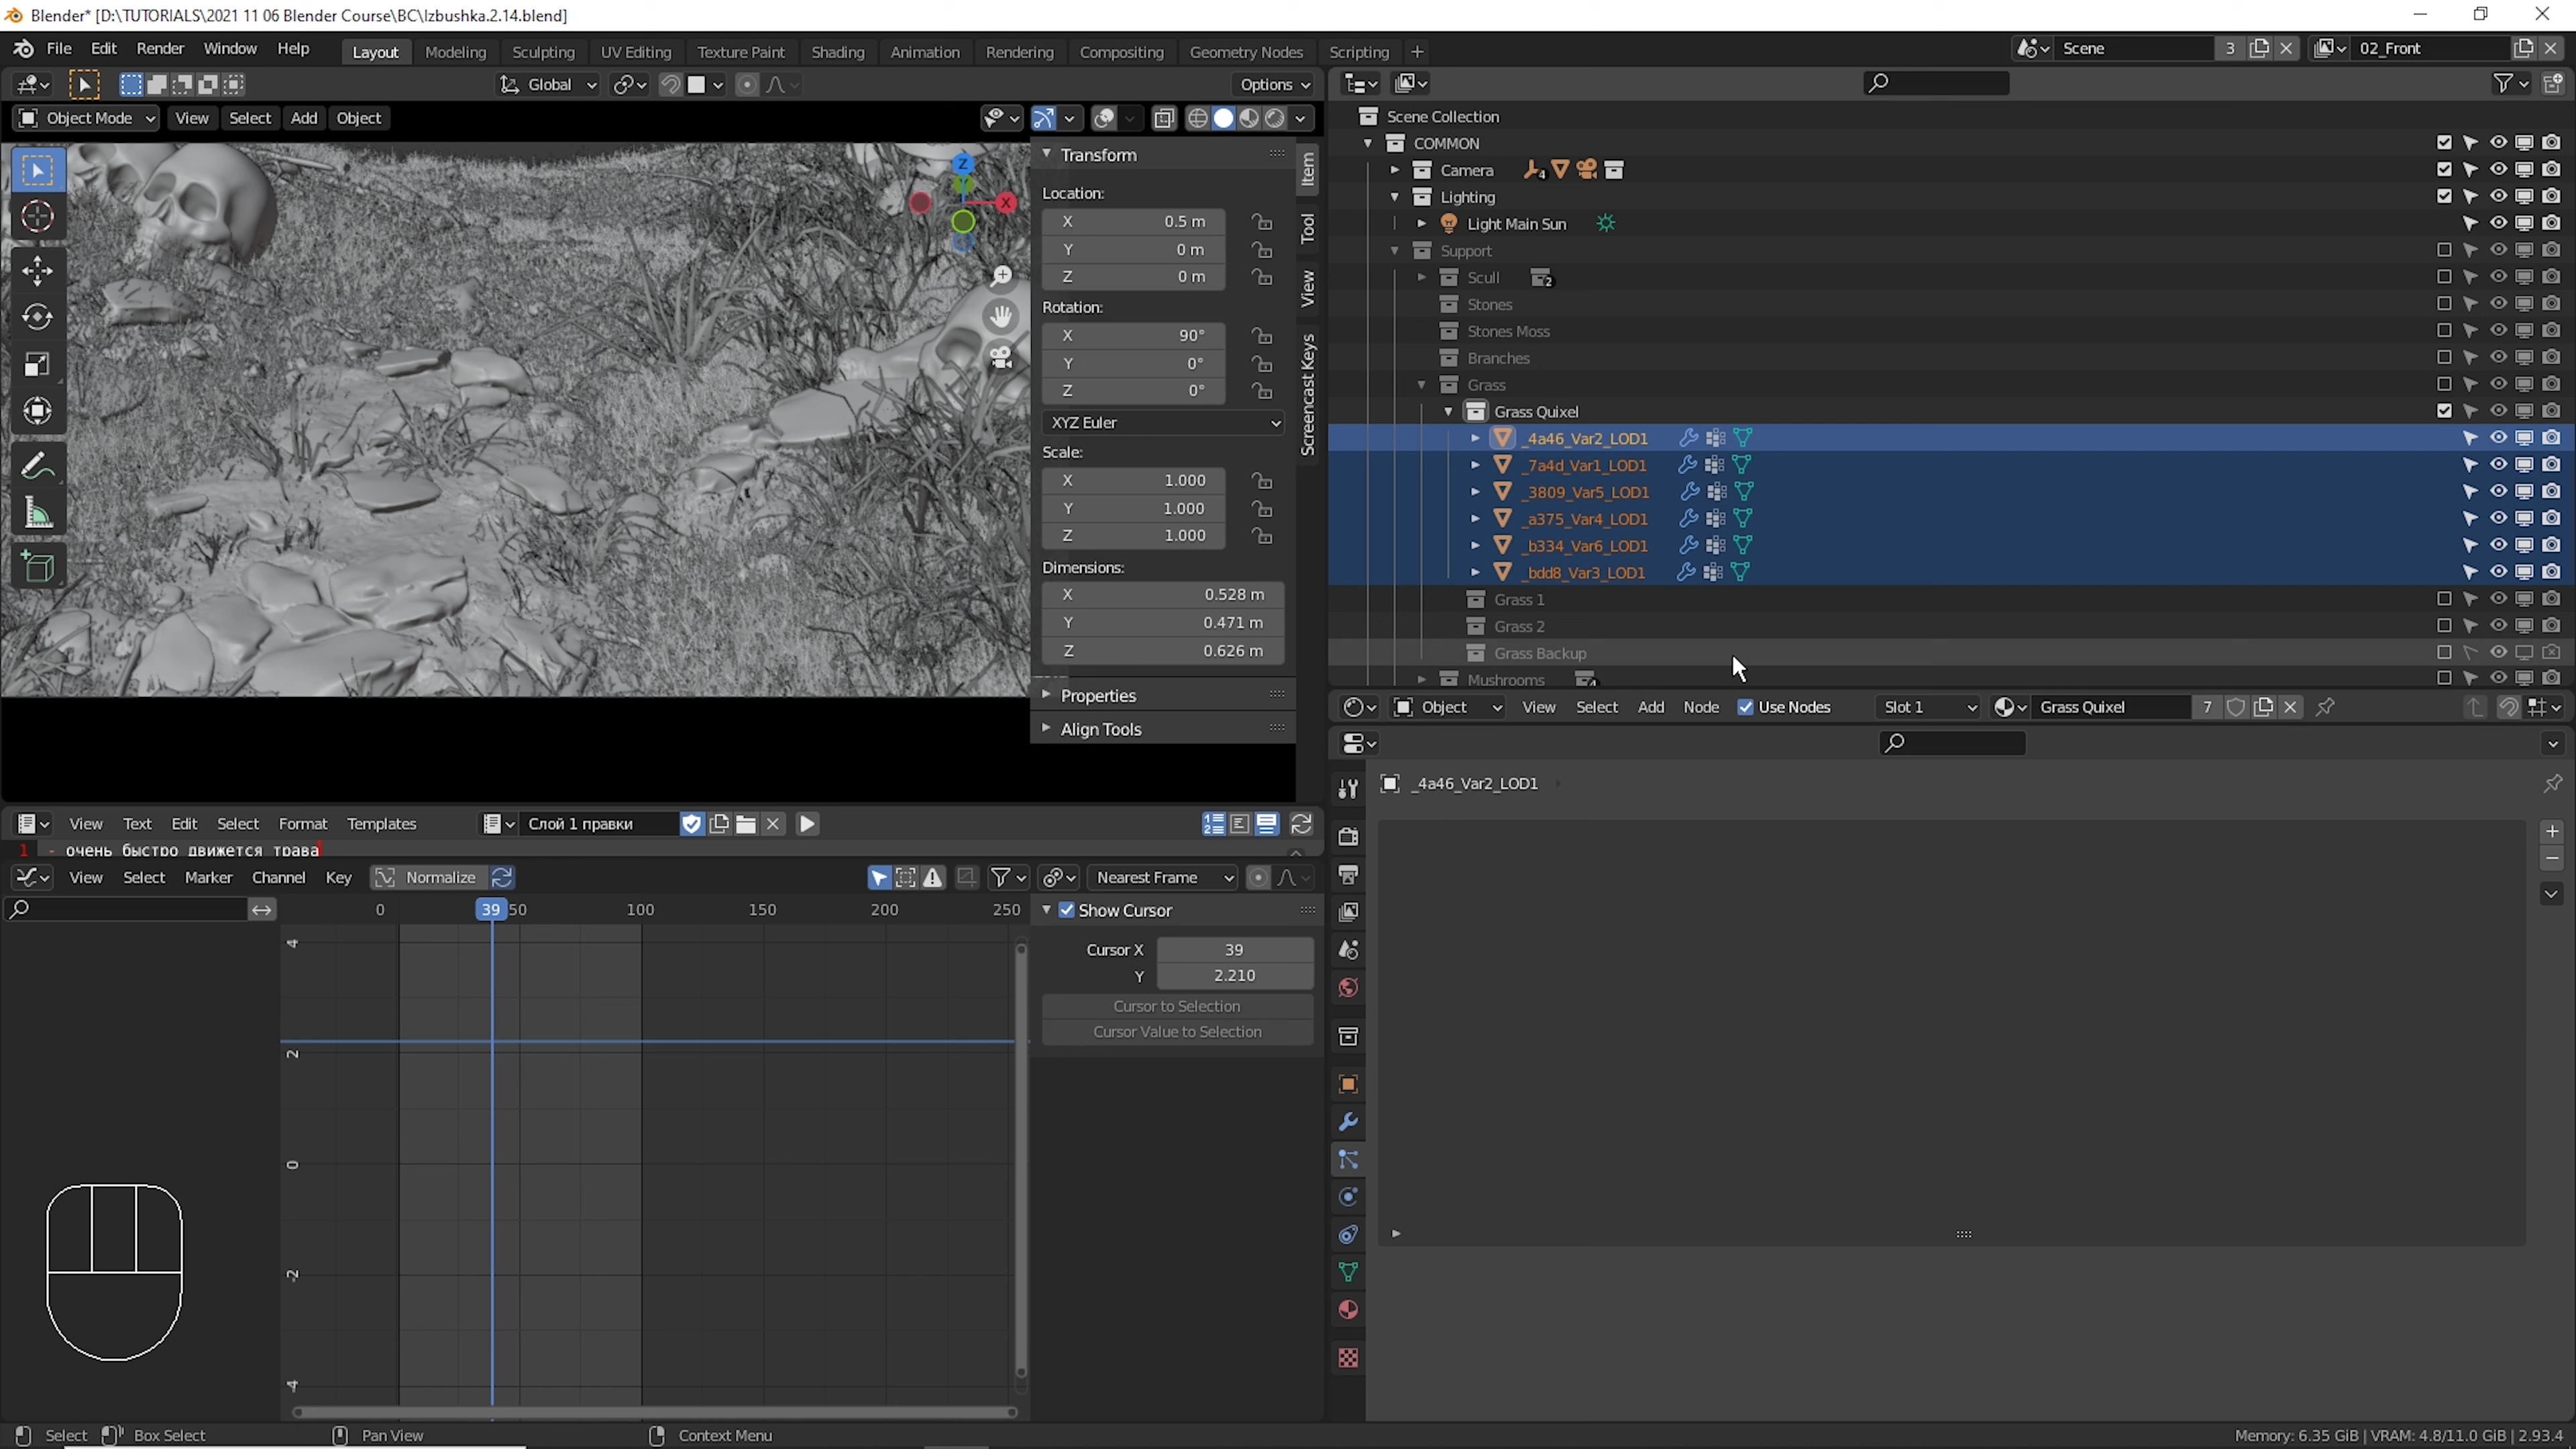 Blender* [D:\TUTORIALS\2021 11 06 Blender Course\BC\Izbushka.2.14.blend]
File Edit Render Window Help Layout Modeling Sculpting UV Editing Texture Paint Shading Animation Rendering Compositing Geometry Nodes Scripting + Scene 3 02_Front
Global Options
Object Mode View Select Add Object
Z
X
Transform
Location:
X 0.5 m
Y 0 m
Z 0 m
Rotation:
X 90°
Y 0°
Z 0°
XYZ Euler
Scale:
X 1.000
Y 1.000
Z 1.000
Dimensions:
X 0.528 m
Y 0.471 m
Z 0.626 m
Properties
Align Tools
Item
Tool
View
Screencast Keys
Scene Collection
COMMON
Camera 4
Lighting
Light Main Sun
Support
Scull 2
Stones
Stones Moss
Branches
Grass
Grass Quixel
_4a46_Var2_LOD1
_7a4d_Var1_LOD1
_3809_Var5_LOD1
_a375_Var4_LOD1
_b334_Var6_LOD1
_bdd8_Var3_LOD1
Grass 1
Grass 2
Grass Backup
Mushrooms
Object View Select Add Node Use Nodes Slot 1 Grass Quixel 7
_4a46_Var2_LOD1
View Text Edit Select Format Templates Слой 1 правки
1 - очень быстро движется трава
View Select Marker Channel Key Normalize Nearest Frame
0 39 50 100 150 200 250
4
2
0
-2
-4
Show Cursor
Cursor X 39
Y 2.210
Cursor to Selection
Cursor Value to Selection
Select Box Select Pan View Context Menu Memory: 6.35 GiB | VRAM: 4.8/11.0 GiB | 2.93.4